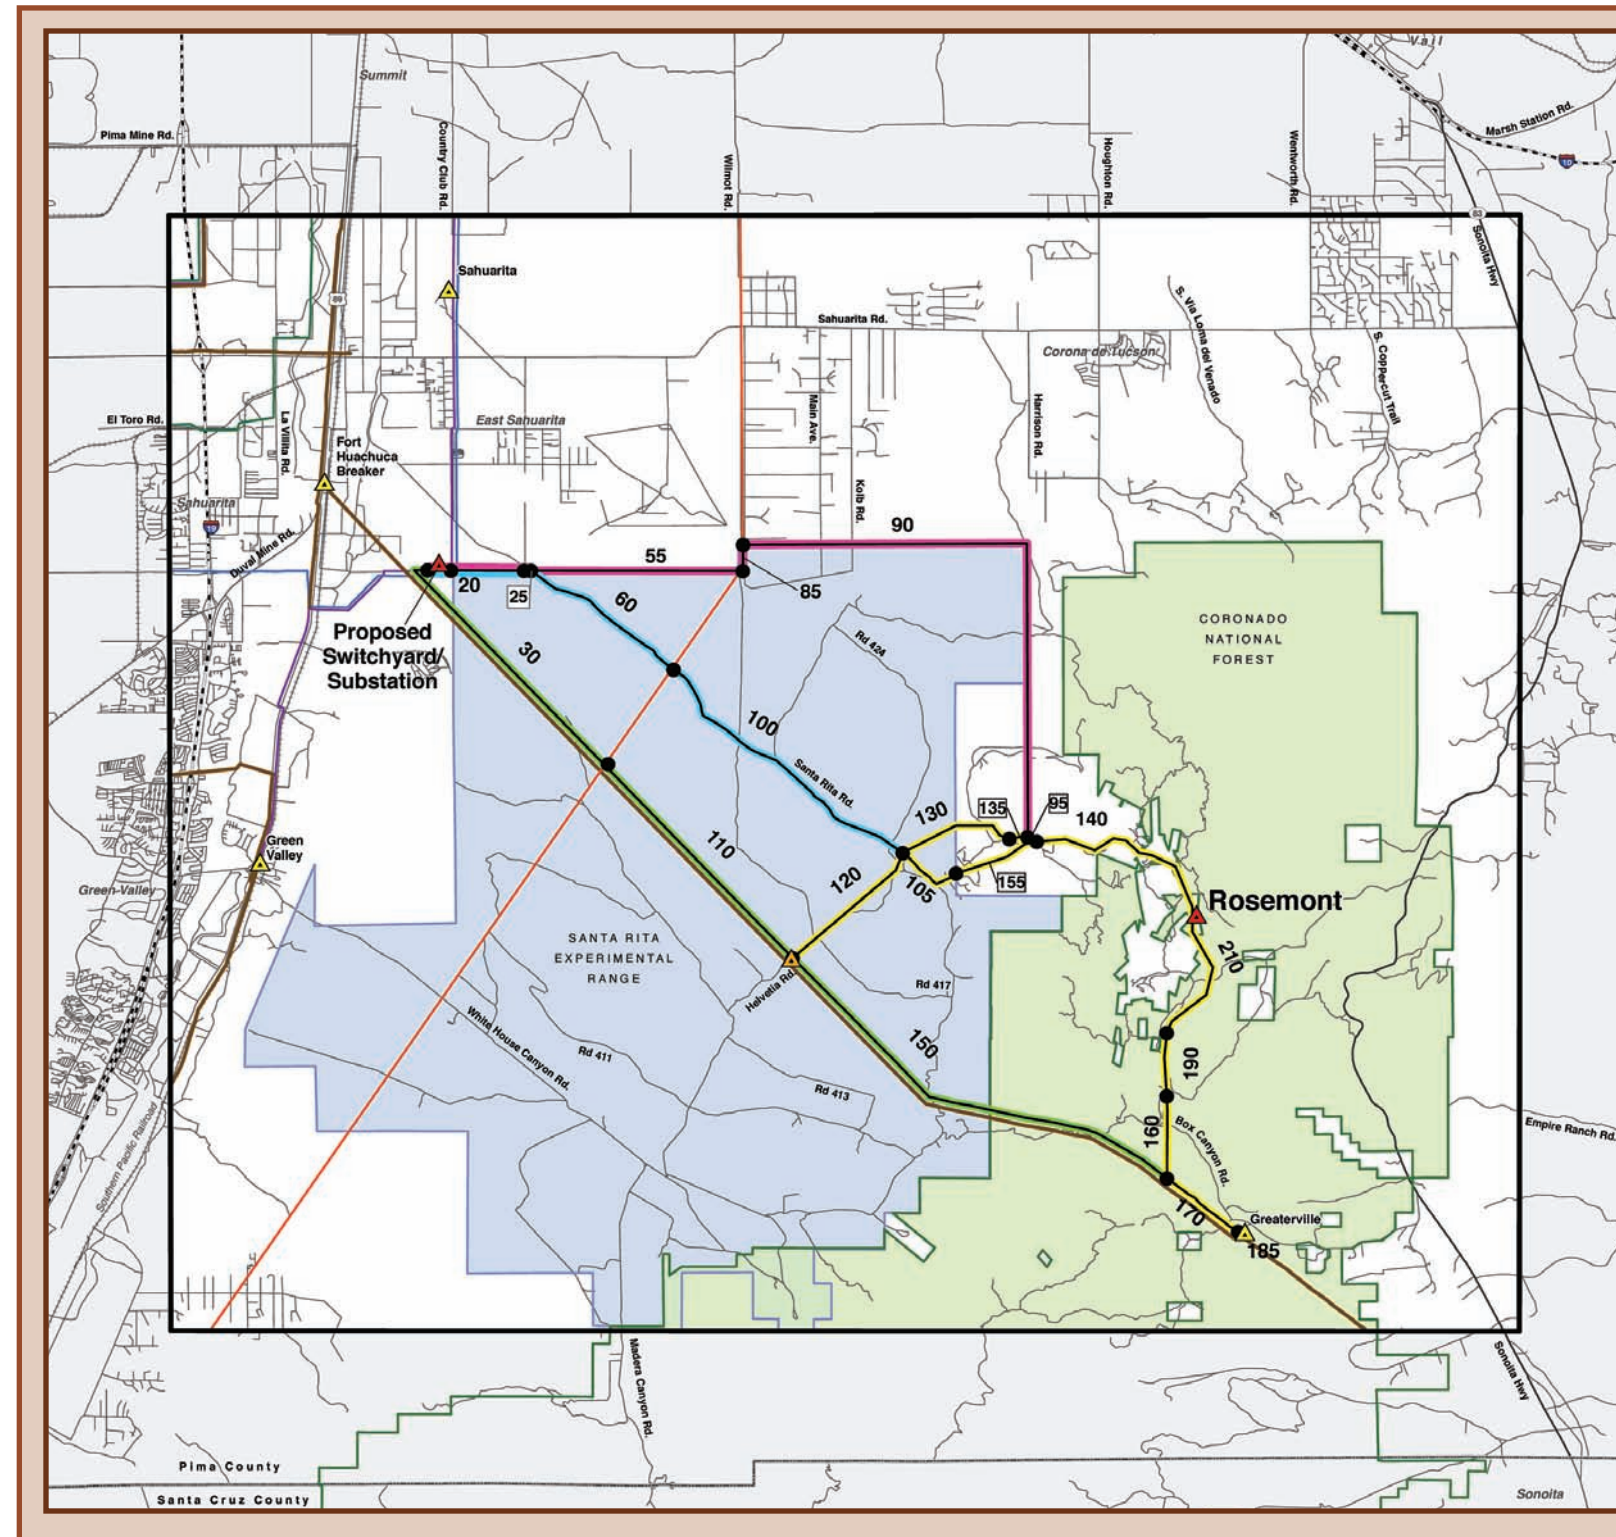 Vail
Summit
Marsh Station Rd.
Pima Mine Rd.
Country Club Rd.
Wilmot Rd.
Houghton Rd.
Wentworth Rd.
10
83
Sonoita Hwy
Sahuarita
89
S. Via Loma del Venado
Sahuarita Rd.
Corona de Tucson
S. Coppercut Trail
El Toro Rd.
La Villita Rd.
East Sahuarita
Main Ave.
Harrison Rd.
Fort
Huachuca
Breaker
Kolb Rd.
Sahuarita
19
90
Duval Mine Rd.
55
20
25
60
85
CORONADO
NATIONAL
FOREST
Proposed
Switchyard/
Substation
30
Rd 424
100
Santa Rita Rd.
130
135
95
140
Green
Valley
110
Green Valley
120
105
155
Rosemont
SANTA RITA
EXPERIMENTAL
RANGE
210
Helvetia Rd.
Rd 417
White House Canyon Rd.
150
Rd 411
190
Rd 413
160
Box Canyon Rd.
Empire Ranch Rd.
Southern Pacific Railroad
170
Greaterville
185
Madera Canyon Rd.
Sonoita Hwy
Pima County
Santa Cruz County
Sonoita